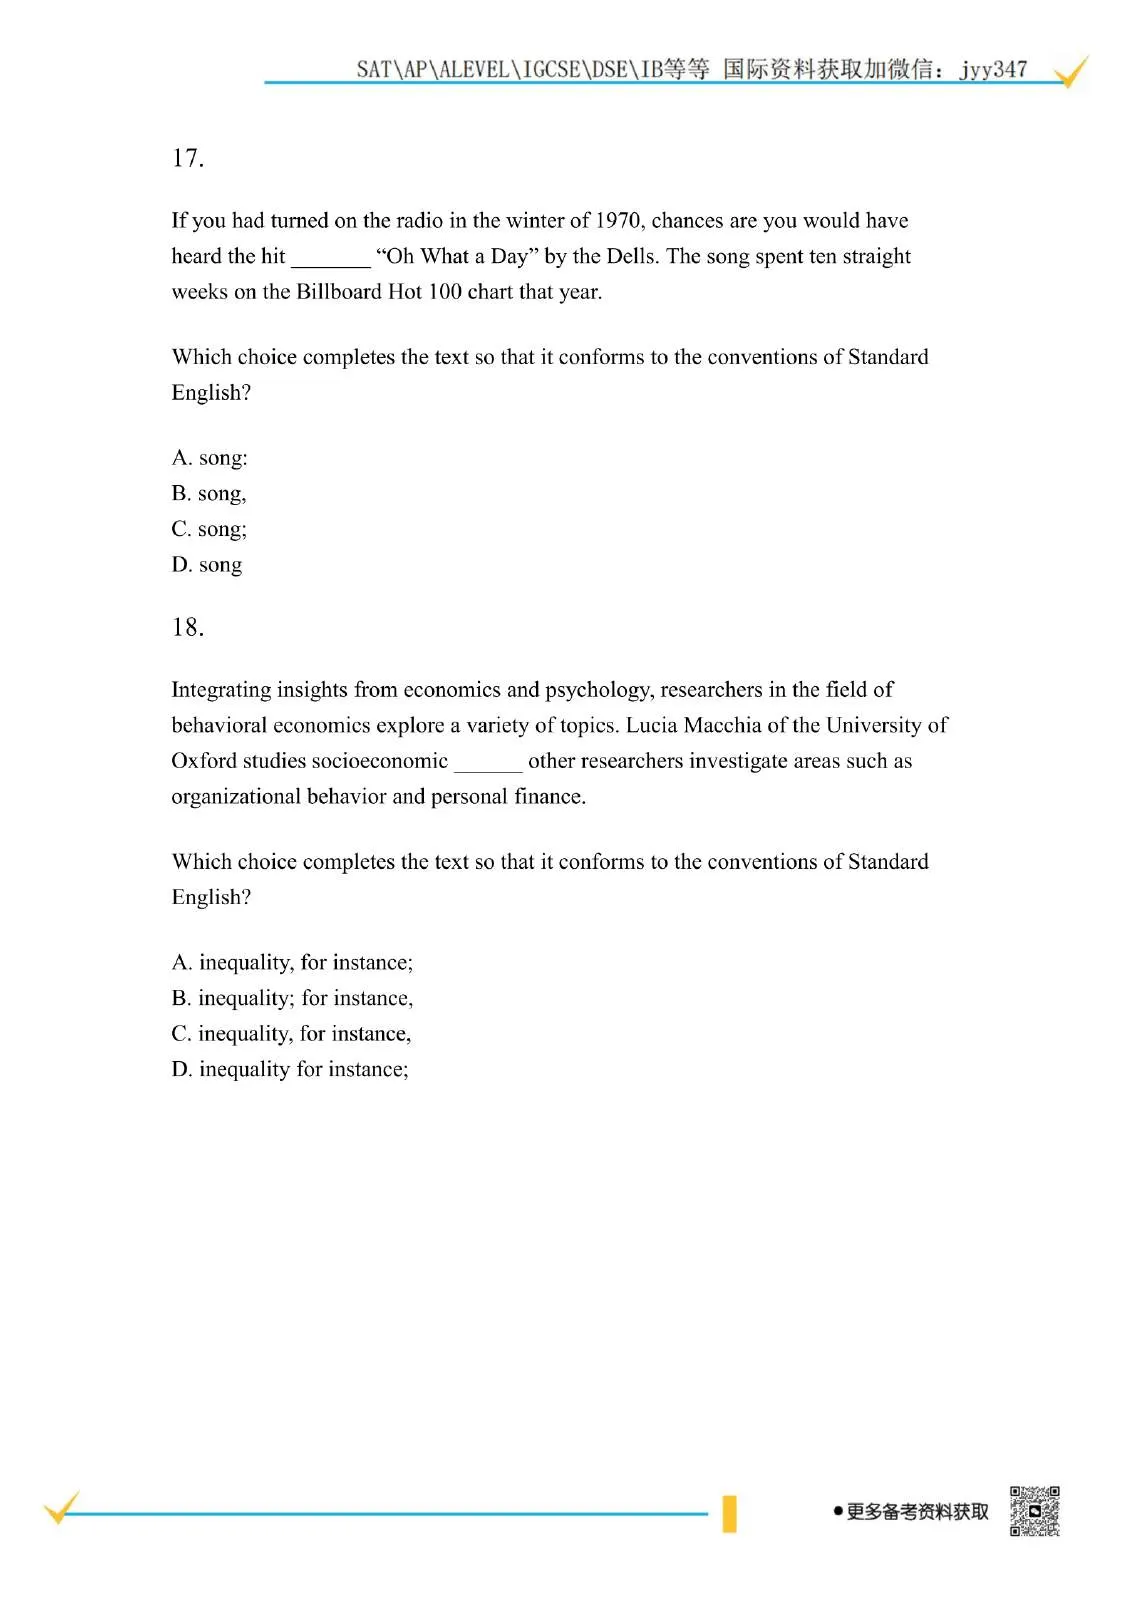 SAT\AP\ALEVEL\IGCSE\DSE\IB等等 国际资料获取加微信：jyy347
17.
If you had turned on the radio in the winter of 1970, chances are you would have
heard the hit _______ “Oh What a Day” by the Dells. The song spent ten straight
weeks on the Billboard Hot 100 chart that year.
Which choice completes the text so that it conforms to the conventions of Standard
English?
A. song:
B. song,
C. song;
D. song
18.
Integrating insights from economics and psychology, researchers in the field of
behavioral economics explore a variety of topics. Lucia Macchia of the University of
Oxford studies socioeconomic ______ other researchers investigate areas such as
organizational behavior and personal finance.
Which choice completes the text so that it conforms to the conventions of Standard
English?
A. inequality, for instance;
B. inequality; for instance,
C. inequality, for instance,
D. inequality for instance;
●更多备考资料获取